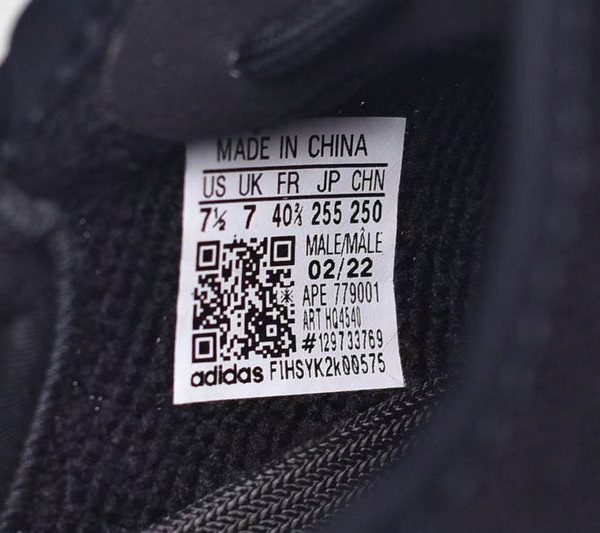 MADE IN CHINA
US UK FR JP CHN
7½ 7 40⅔ 255 250
MALE/MÂLE
02/22
APE 779001
ART HQ4540
#129733769
adidas F1HSYK2k00575